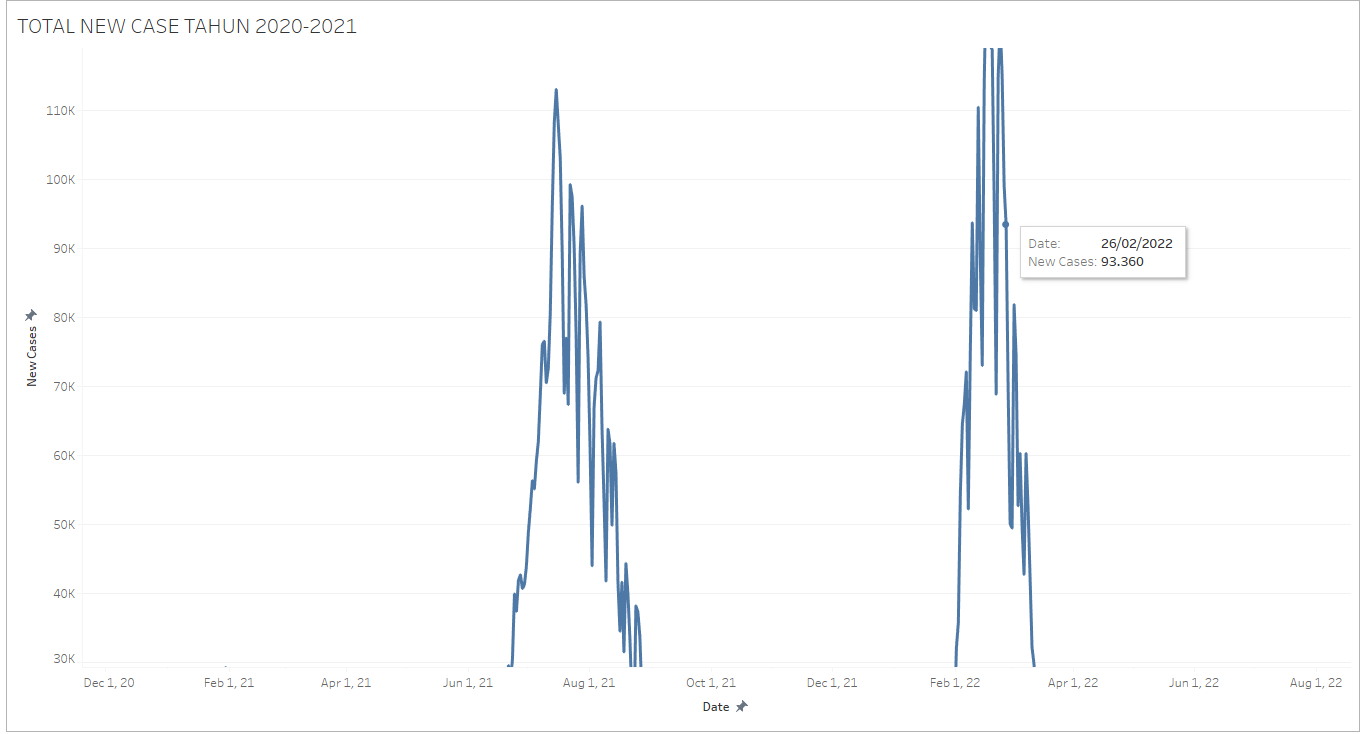 TOTAL NEW CASE TAHUN 2020-2021
110K
100K
90K
80K
70K
60K
50K
40K
30K
New Cases
Date: 26/02/2022
New Cases: 93.360
Dec 1, 20 Feb 1, 21 Apr 1, 21 Jun 1, 21 Aug 1, 21 Oct 1, 21 Dec 1, 21 Feb 1, 22 Apr 1, 22 Jun 1, 22 Aug 1, 22
Date